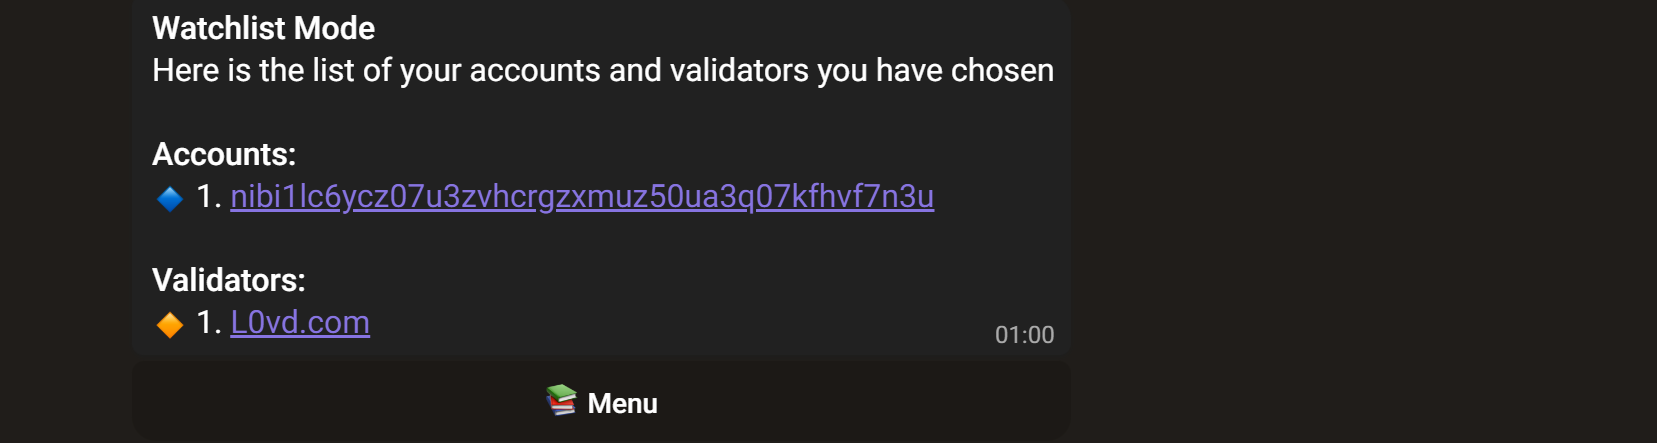 Watchlist Mode
Here is the list of your accounts and validators you have chosen
Accounts:
1. nibi1lc6ycz07u3zvhcrgzxmuz50ua3q07kfhvf7n3u
Validators:
1. L0vd.com
01:00
Menu